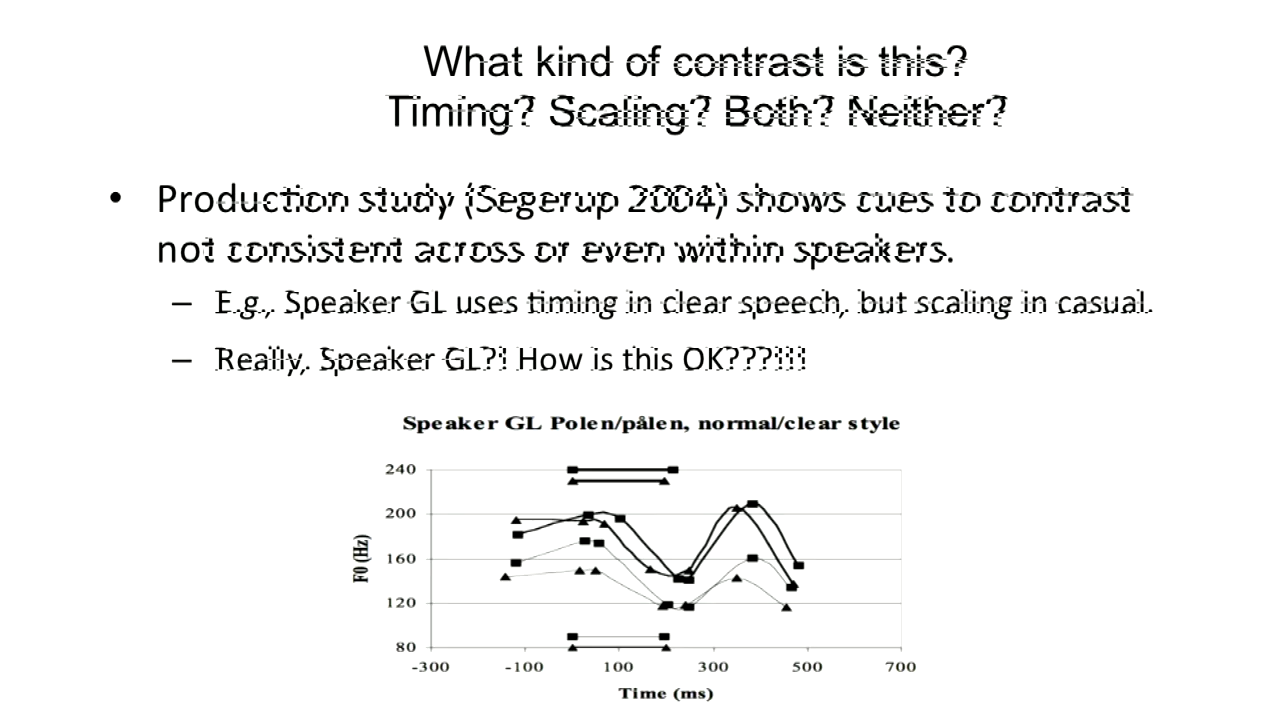 What kind of contrast is this?
Timing? Scaling? Both? Neither?
• Production study (Segerup 2004) shows cues to contrast
not consistent across or even within speakers.
– E.g., Speaker GL uses timing in clear speech, but scaling in casual.
– Really, Speaker GL?! How is this OK???!!!
Speaker GL Polen/pålen, normal/clear style
240
200
160
120
80
F0 (Hz)
-300 -100 100 300 500 700
Time (ms)